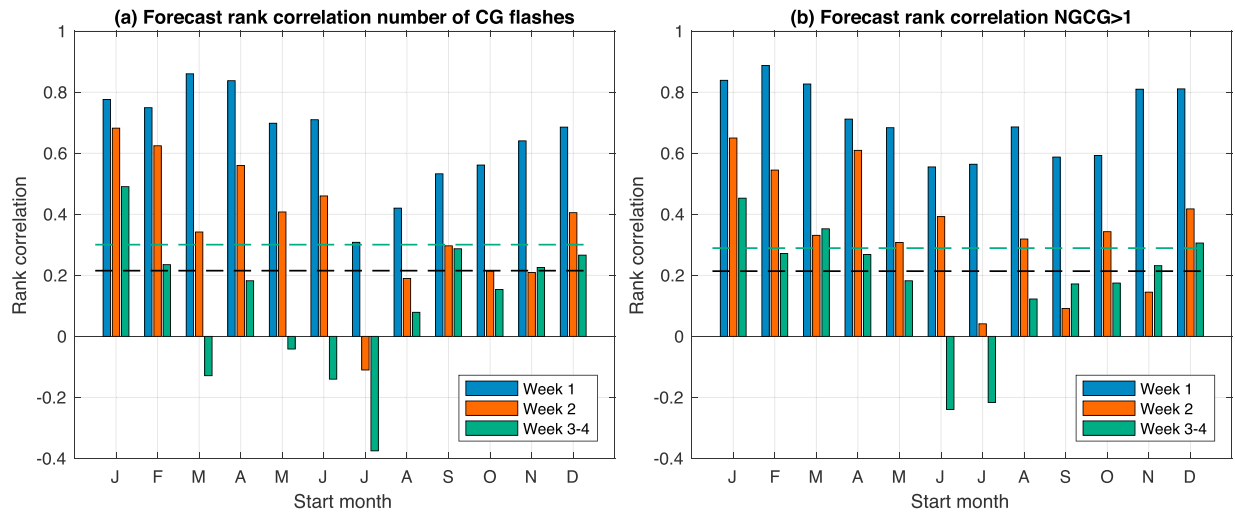 (a) Forecast rank correlation number of CG flashes
1
0.8
0.6
0.4
0.2
0
-0.2
-0.4
Rank correlation
J F M A M J J A S O N D
Start month
Week 1
Week 2
Week 3-4
(b) Forecast rank correlation NGCG>1
1
0.8
0.6
0.4
0.2
0
-0.2
-0.4
Rank correlation
J F M A M J J A S O N D
Start month
Week 1
Week 2
Week 3-4